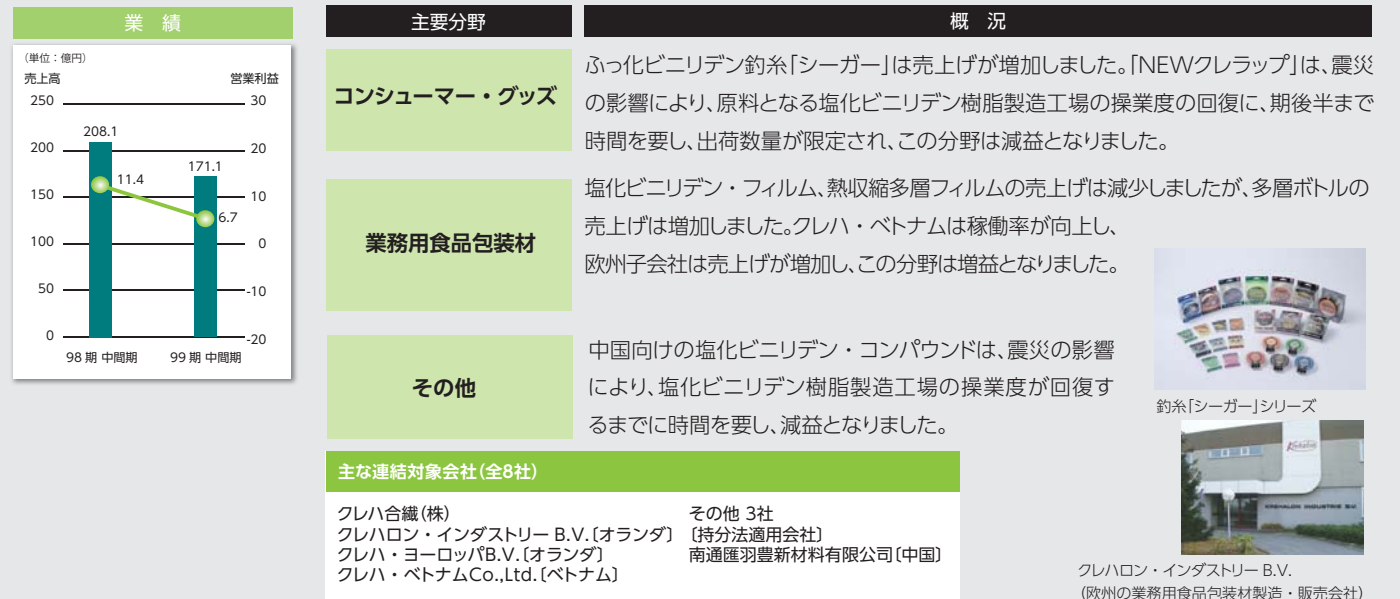 業 績
(単位：億円)
売上高 営業利益
250 30
208.1
200 20
171.1
11.4
150 10
6.7
100 0
50 -10
0 -20
98 期 中間期 99 期 中間期
主要分野 概 況
コンシューマー・グッズ
ふっ化ビニリデン釣糸「シーガー」は売上げが増加しました。「NEWクレラップ」は、震災
の影響により、原料となる塩化ビニリデン樹脂製造工場の操業度の回復に、期後半まで
時間を要し、出荷数量が限定され、この分野は減益となりました。
業務用食品包装材
塩化ビニリデン・フィルム、熱収縮多層フィルムの売上げは減少しましたが、多層ボトルの
売上げは増加しました。クレハ・ベトナムは稼働率が向上し、
欧州子会社は売上げが増加し、この分野は増益となりました。
その他
中国向けの塩化ビニリデン・コンパウンドは、震災の影響
により、塩化ビニリデン樹脂製造工場の操業度が回復す
るまでに時間を要し、減益となりました。
釣糸「シーガー」シリーズ
主な連結対象会社(全8社)
クレハ合繊(株)
クレハロン・インダストリー B.V.〔オランダ〕
クレハ・ヨーロッパB.V.〔オランダ〕
クレハ・ベトナムCo.,Ltd.〔ベトナム〕
その他 3社
〔持分法適用会社〕
南通匯羽豊新材料有限公司〔中国〕
KREHALON INDUSTRIE B.V.
クレハロン・インダストリー B.V.
(欧州の業務用食品包装材製造・販売会社)